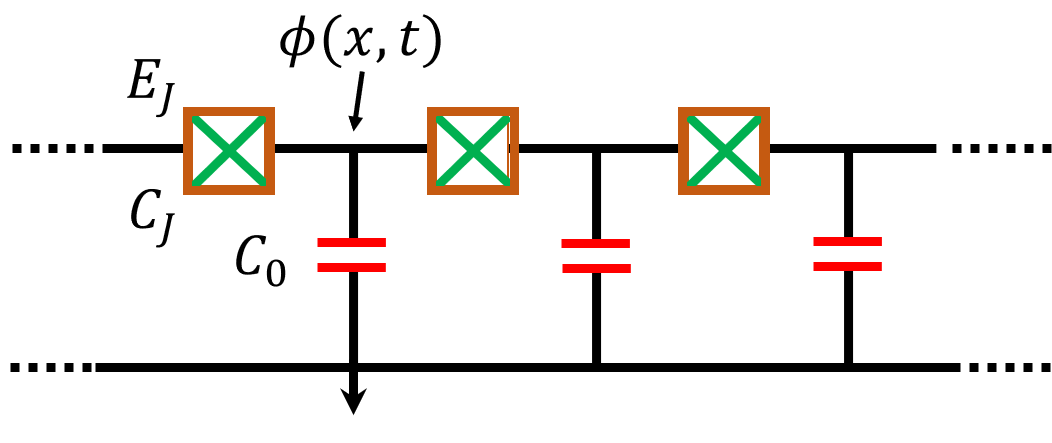 ϕ(x, t)
E_J
C_J
C_0